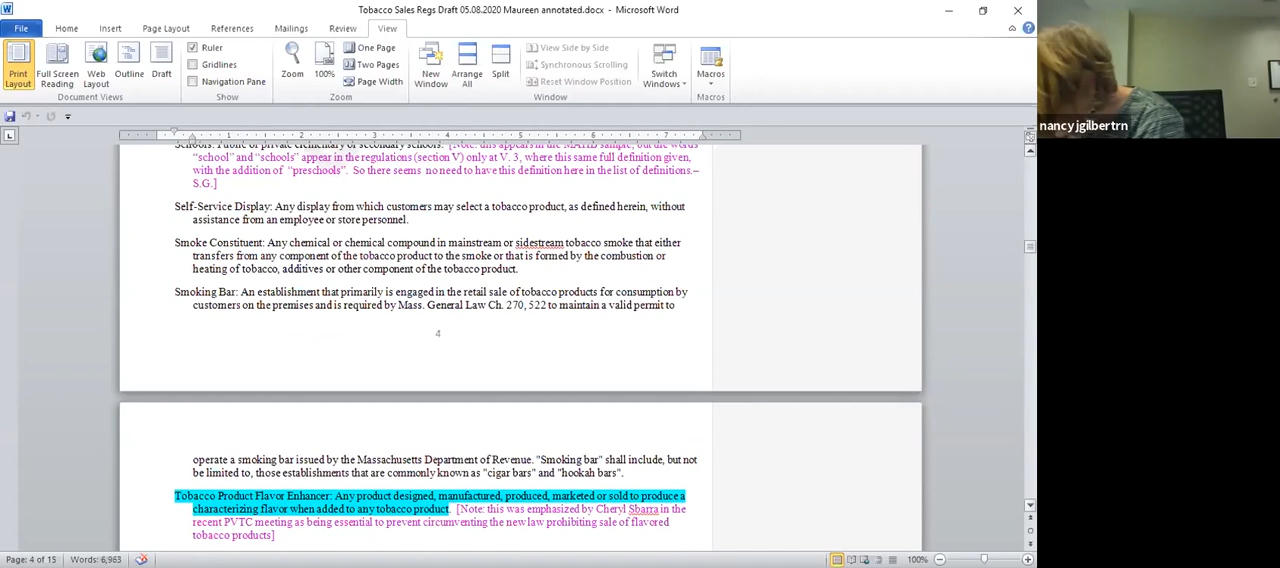 Tobacco Sales Regs Draft 05.08.2020 Maureen annotated.docx - Microsoft Word
File Home Insert Page Layout References Mailings Review View
Print Layout
Full Screen Reading
Web Layout
Outline
Draft
Document Views
Ruler
Gridlines
Navigation Pane
Show
Zoom
100%
One Page
Two Pages
Page Width
Zoom
New Window
Arrange All
Split
View Side by Side
Synchronous Scrolling
Reset Window Position
Window
Switch Windows
Macros
Macros
nancy jgilbertrn
1 2 3 4 5 6 7
"school" and "schools" appear in the regulations (section V) only at V. 3, where this same full definition given,
with the addition of "preschools". So there seems no need to have this definition here in the list of definitions.–
S.G.]
Self-Service Display: Any display from which customers may select a tobacco product, as defined herein, without
assistance from an employee or store personnel.
Smoke Constituent: Any chemical or chemical compound in mainstream or sidestream tobacco smoke that either
transfers from any component of the tobacco product to the smoke or that is formed by the combustion or
heating of tobacco, additives or other component of the tobacco product.
Smoking Bar: An establishment that primarily is engaged in the retail sale of tobacco products for consumption by
customers on the premises and is required by Mass. General Law Ch. 270, 522 to maintain a valid permit to
4
operate a smoking bar issued by the Massachusetts Department of Revenue. "Smoking bar" shall include, but not
be limited to, those establishments that are commonly known as "cigar bars" and "hookah bars".
Tobacco Product Flavor Enhancer: Any product designed, manufactured, produced, marketed or sold to produce a
characterizing flavor when added to any tobacco product. [Note: this was emphasized by Cheryl Sbarra in the
recent PVTC meeting as being essential to prevent circumventing the new law prohibiting sale of flavored
tobacco products]
Page: 4 of 15 Words: 6,963 100%